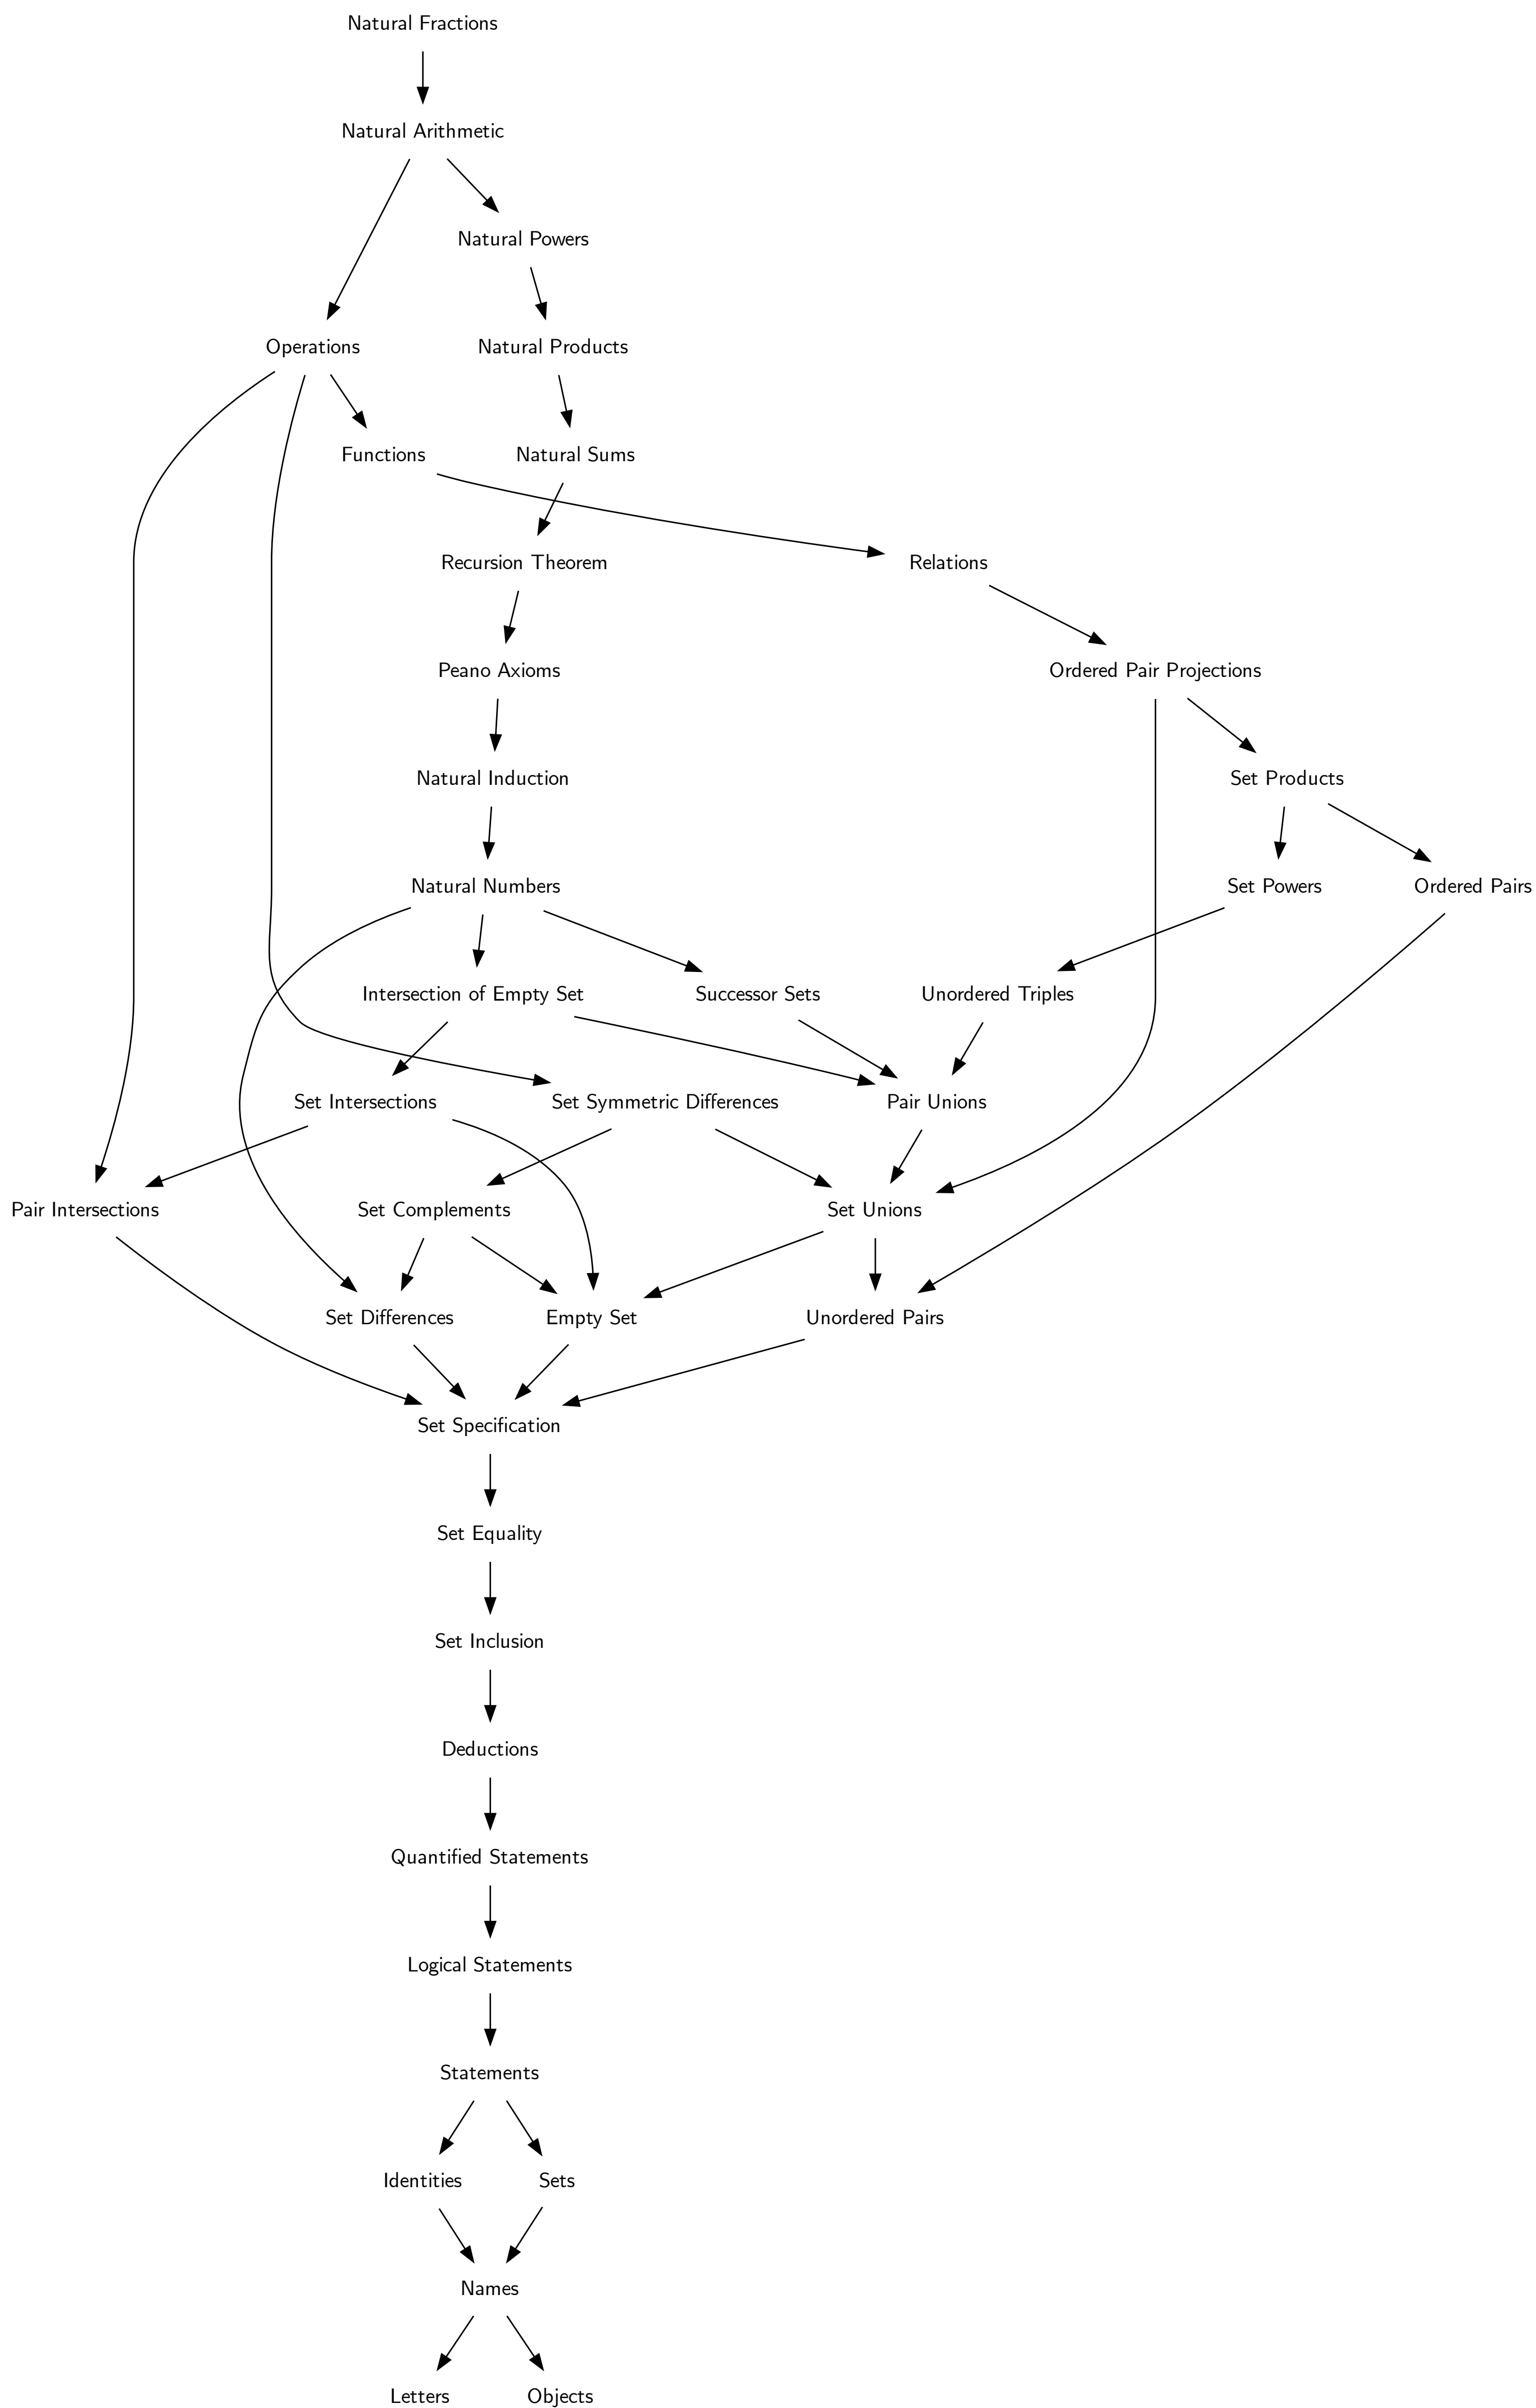 Natural Fractions
Natural Arithmetic
Natural Powers
Operations
Natural Products
Functions
Natural Sums
Recursion Theorem
Relations
Peano Axioms
Ordered Pair Projections
Natural Induction
Set Products
Natural Numbers
Set Powers
Ordered Pairs
Intersection of Empty Set
Successor Sets
Unordered Triples
Set Intersections
Set Symmetric Differences
Pair Unions
Pair Intersections
Set Complements
Set Unions
Set Differences
Empty Set
Unordered Pairs
Set Specification
Set Equality
Set Inclusion
Deductions
Quantified Statements
Logical Statements
Statements
Identities
Sets
Names
Letters
Objects